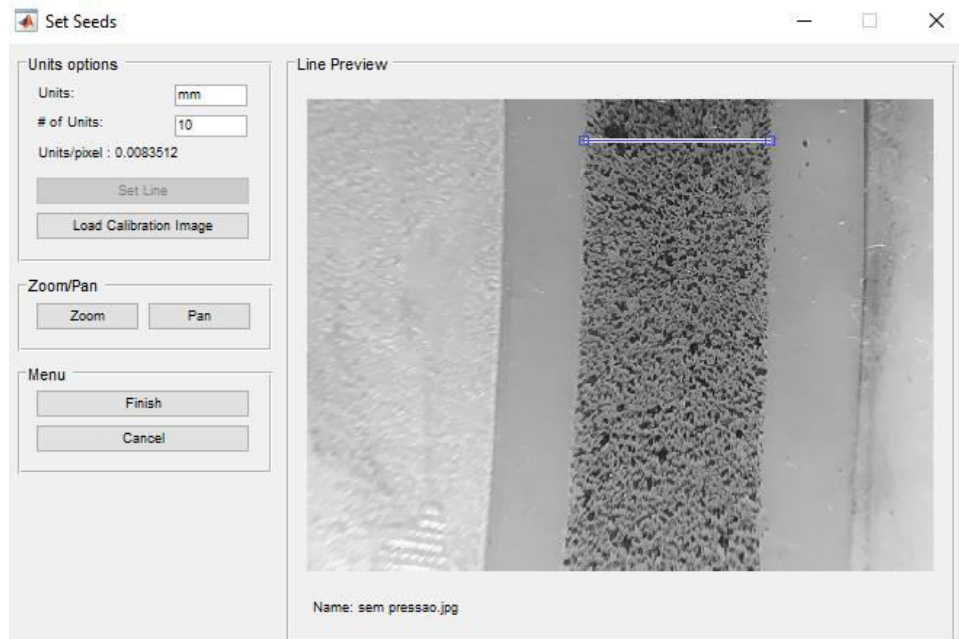 Set Seeds
Units options
Units:
mm
# of Units:
10
Units/pixel : 0.0083512
Set Line
Load Calibration Image
Zoom/Pan
Zoom
Pan
Menu
Finish
Cancel
Line Preview
Name: sem pressao.jpg